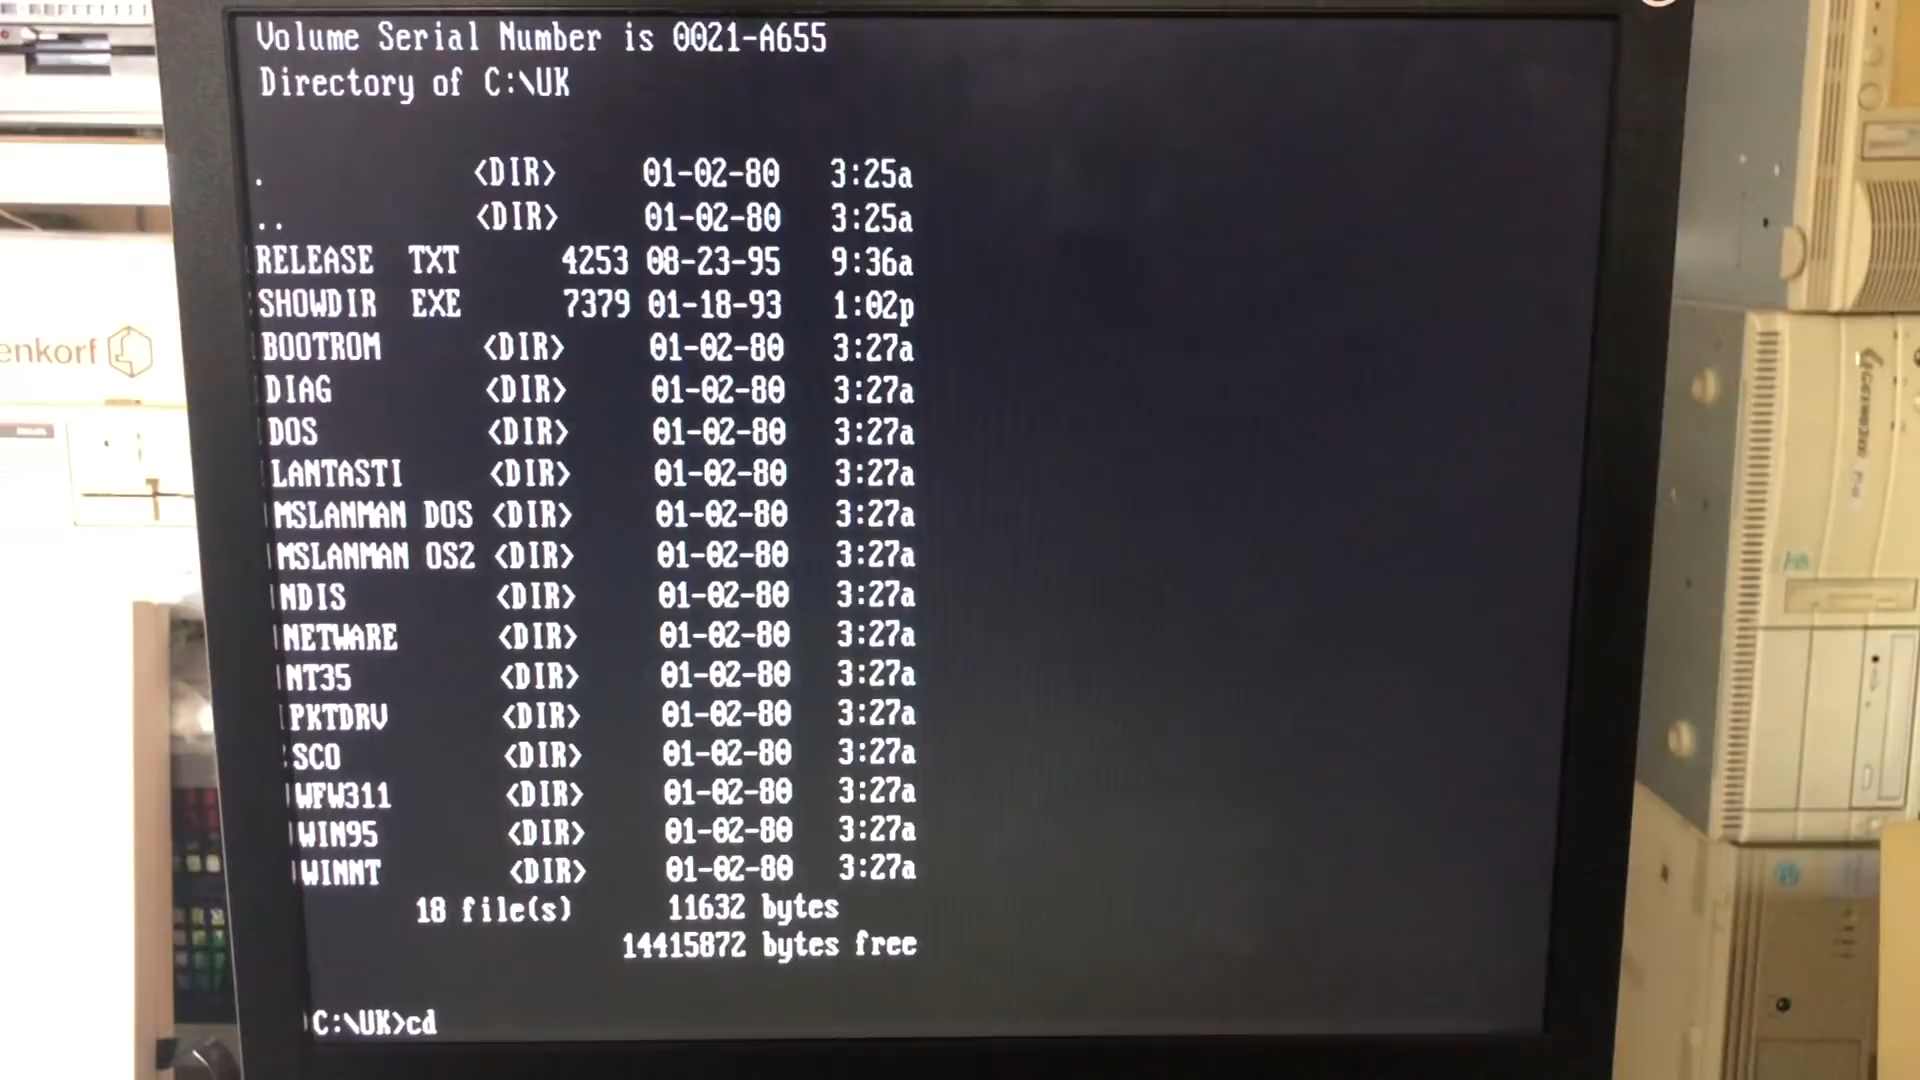 Volume Serial Number is 0021-A655
Directory of C:\UK
. <DIR> 01-02-80 3:25a
.. <DIR> 01-02-80 3:25a
RELEASE TXT 4253 08-23-95 9:36a
SHOWDIR EXE 7379 01-18-93 1:02p
BOOTROM <DIR> 01-02-80 3:27a
DIAG <DIR> 01-02-80 3:27a
DOS <DIR> 01-02-80 3:27a
LANTASTI <DIR> 01-02-80 3:27a
MSLANMAN DOS <DIR> 01-02-80 3:27a
MSLANMAN OS2 <DIR> 01-02-80 3:27a
NDIS <DIR> 01-02-80 3:27a
NETWARE <DIR> 01-02-80 3:27a
NT35 <DIR> 01-02-80 3:27a
PKTDRV <DIR> 01-02-80 3:27a
SCO <DIR> 01-02-80 3:27a
WFW311 <DIR> 01-02-80 3:27a
WIN95 <DIR> 01-02-80 3:27a
WINNT <DIR> 01-02-80 3:27a
18 file(s) 11632 bytes
14415872 bytes free
C:\UK>cd
enkorf